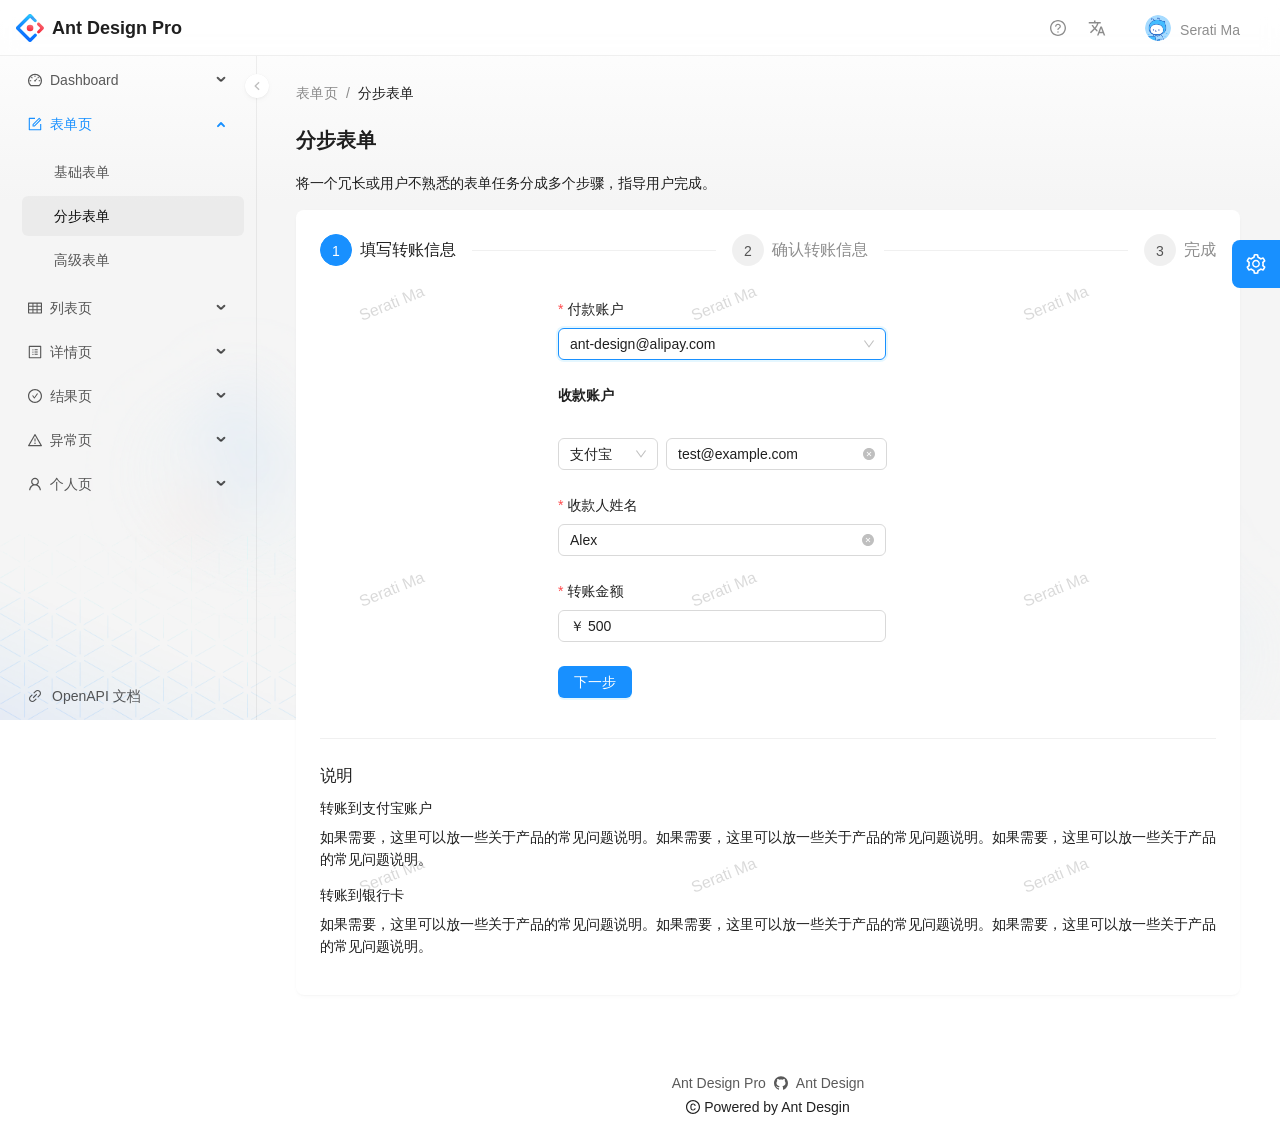 Ant Design Pro
Serati Ma
Dashboard
表单页
基础表单
分步表单
高级表单
列表页
详情页
结果页
异常页
个人页
OpenAPI 文档
表单页 / 分步表单
分步表单
将一个冗长或用户不熟悉的表单任务分成多个步骤，指导用户完成。
1 填写转账信息
2 确认转账信息
3 完成
Serati Ma Serati Ma Serati Ma
* 付款账户
ant-design@alipay.com
收款账户
支付宝 test@example.com
* 收款人姓名
Alex
Serati Ma Serati Ma Serati Ma
* 转账金额
¥ 500
下一步
说明
转账到支付宝账户
如果需要，这里可以放一些关于产品的常见问题说明。如果需要，这里可以放一些关于产品的常见问题说明。如果需要，这里可以放一些关于产品
的常见问题说明。
Serati Ma Serati Ma Serati Ma
转账到银行卡
如果需要，这里可以放一些关于产品的常见问题说明。如果需要，这里可以放一些关于产品的常见问题说明。如果需要，这里可以放一些关于产品
的常见问题说明。
Ant Design Pro Ant Design
© Powered by Ant Desgin